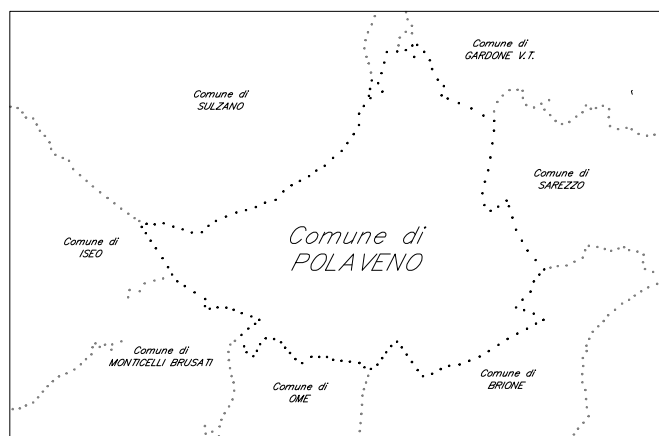 Comune di
GARDONE V.T.
Comune di
SULZANO
Comune di
SAREZZO
Comune di
POLAVENO
Comune di
ISEO
Comune di
MONTICELLI BRUSATI
Comune di
OME
Comune di
BRIONE